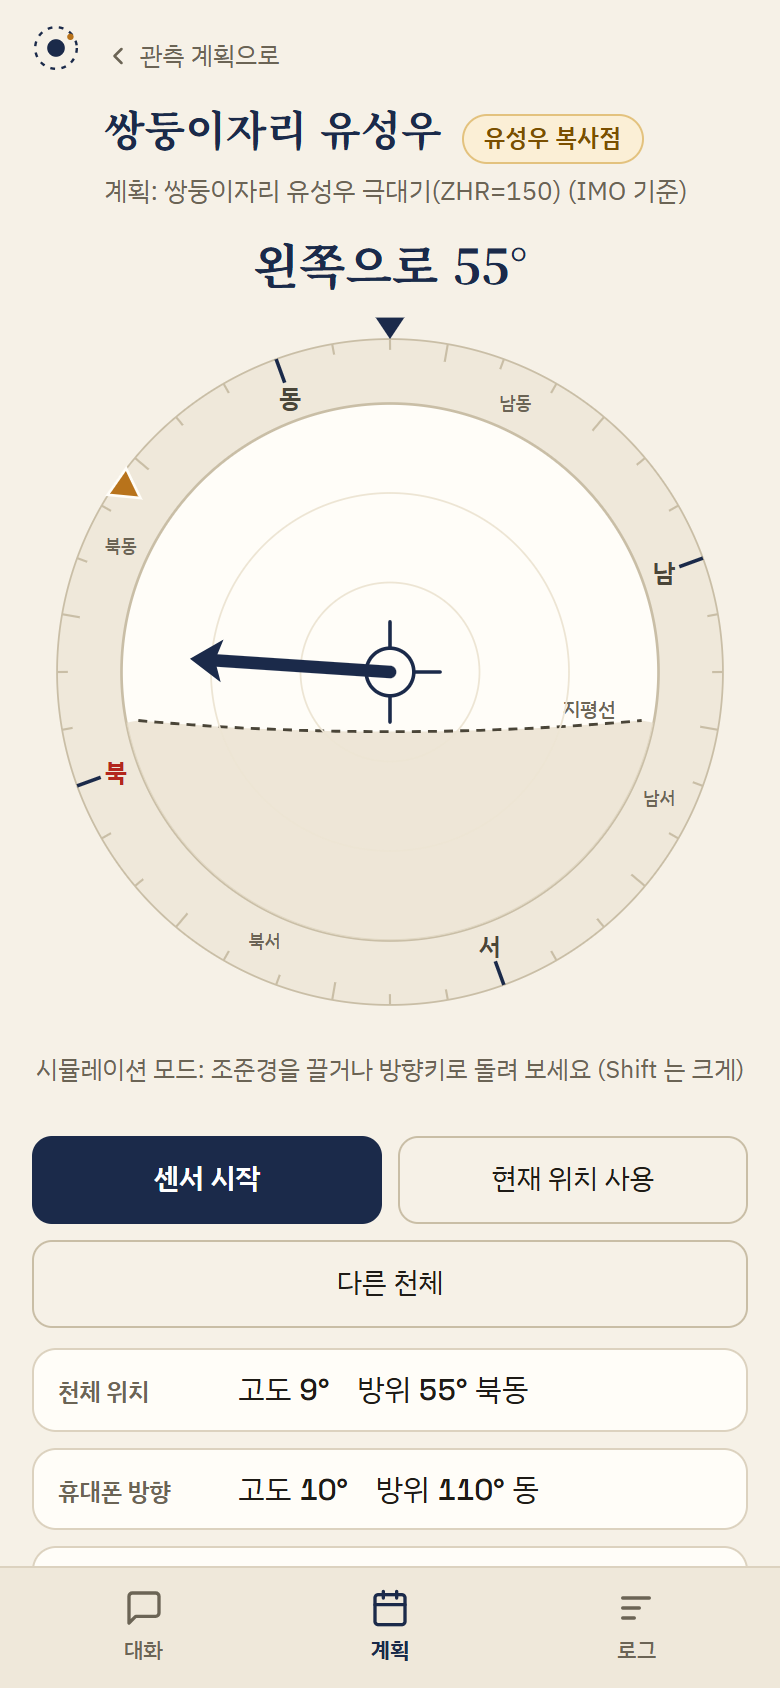 관측 계획으로
쌍둥이자리 유성우 유성우 복사점
계획: 쌍둥이자리 유성우 극대기(ZHR=150) (IMO 기준)
왼쪽으로 55°
동
남동
북동
남
지평선
북
남서
북서
서
시뮬레이션 모드: 조준경을 끌거나 방향키로 돌려 보세요 (Shift 는 크게)
센서 시작
현재 위치 사용
다른 천체
천체 위치 고도 9° 방위 55° 북동
휴대폰 방향 고도 10° 방위 110° 동
대화
계획
로그